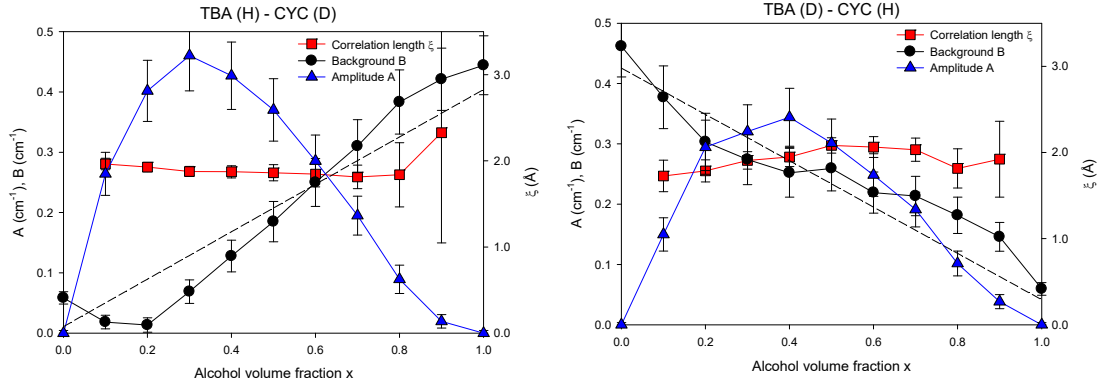 TBA (H) - CYC (D)
Correlation length ξ
Background B
Amplitude A
A (cm⁻¹), B (cm⁻¹)
0.5
0.4
0.3
0.2
0.1
0.0
3.0
2.0
1.0
0.0
ξ (Å)
0.0 0.2 0.4 0.6 0.8 1.0
Alcohol volume fraction x
TBA (D) - CYC (H)
Correlation length ξ
Background B
Amplitude A
A (cm⁻¹), B (cm⁻¹)
0.5
0.4
0.3
0.2
0.1
0.0
3.0
2.0
1.0
0.0
ξ (Å)
0.0 0.2 0.4 0.6 0.8 1.0
Alcohol volume fraction x